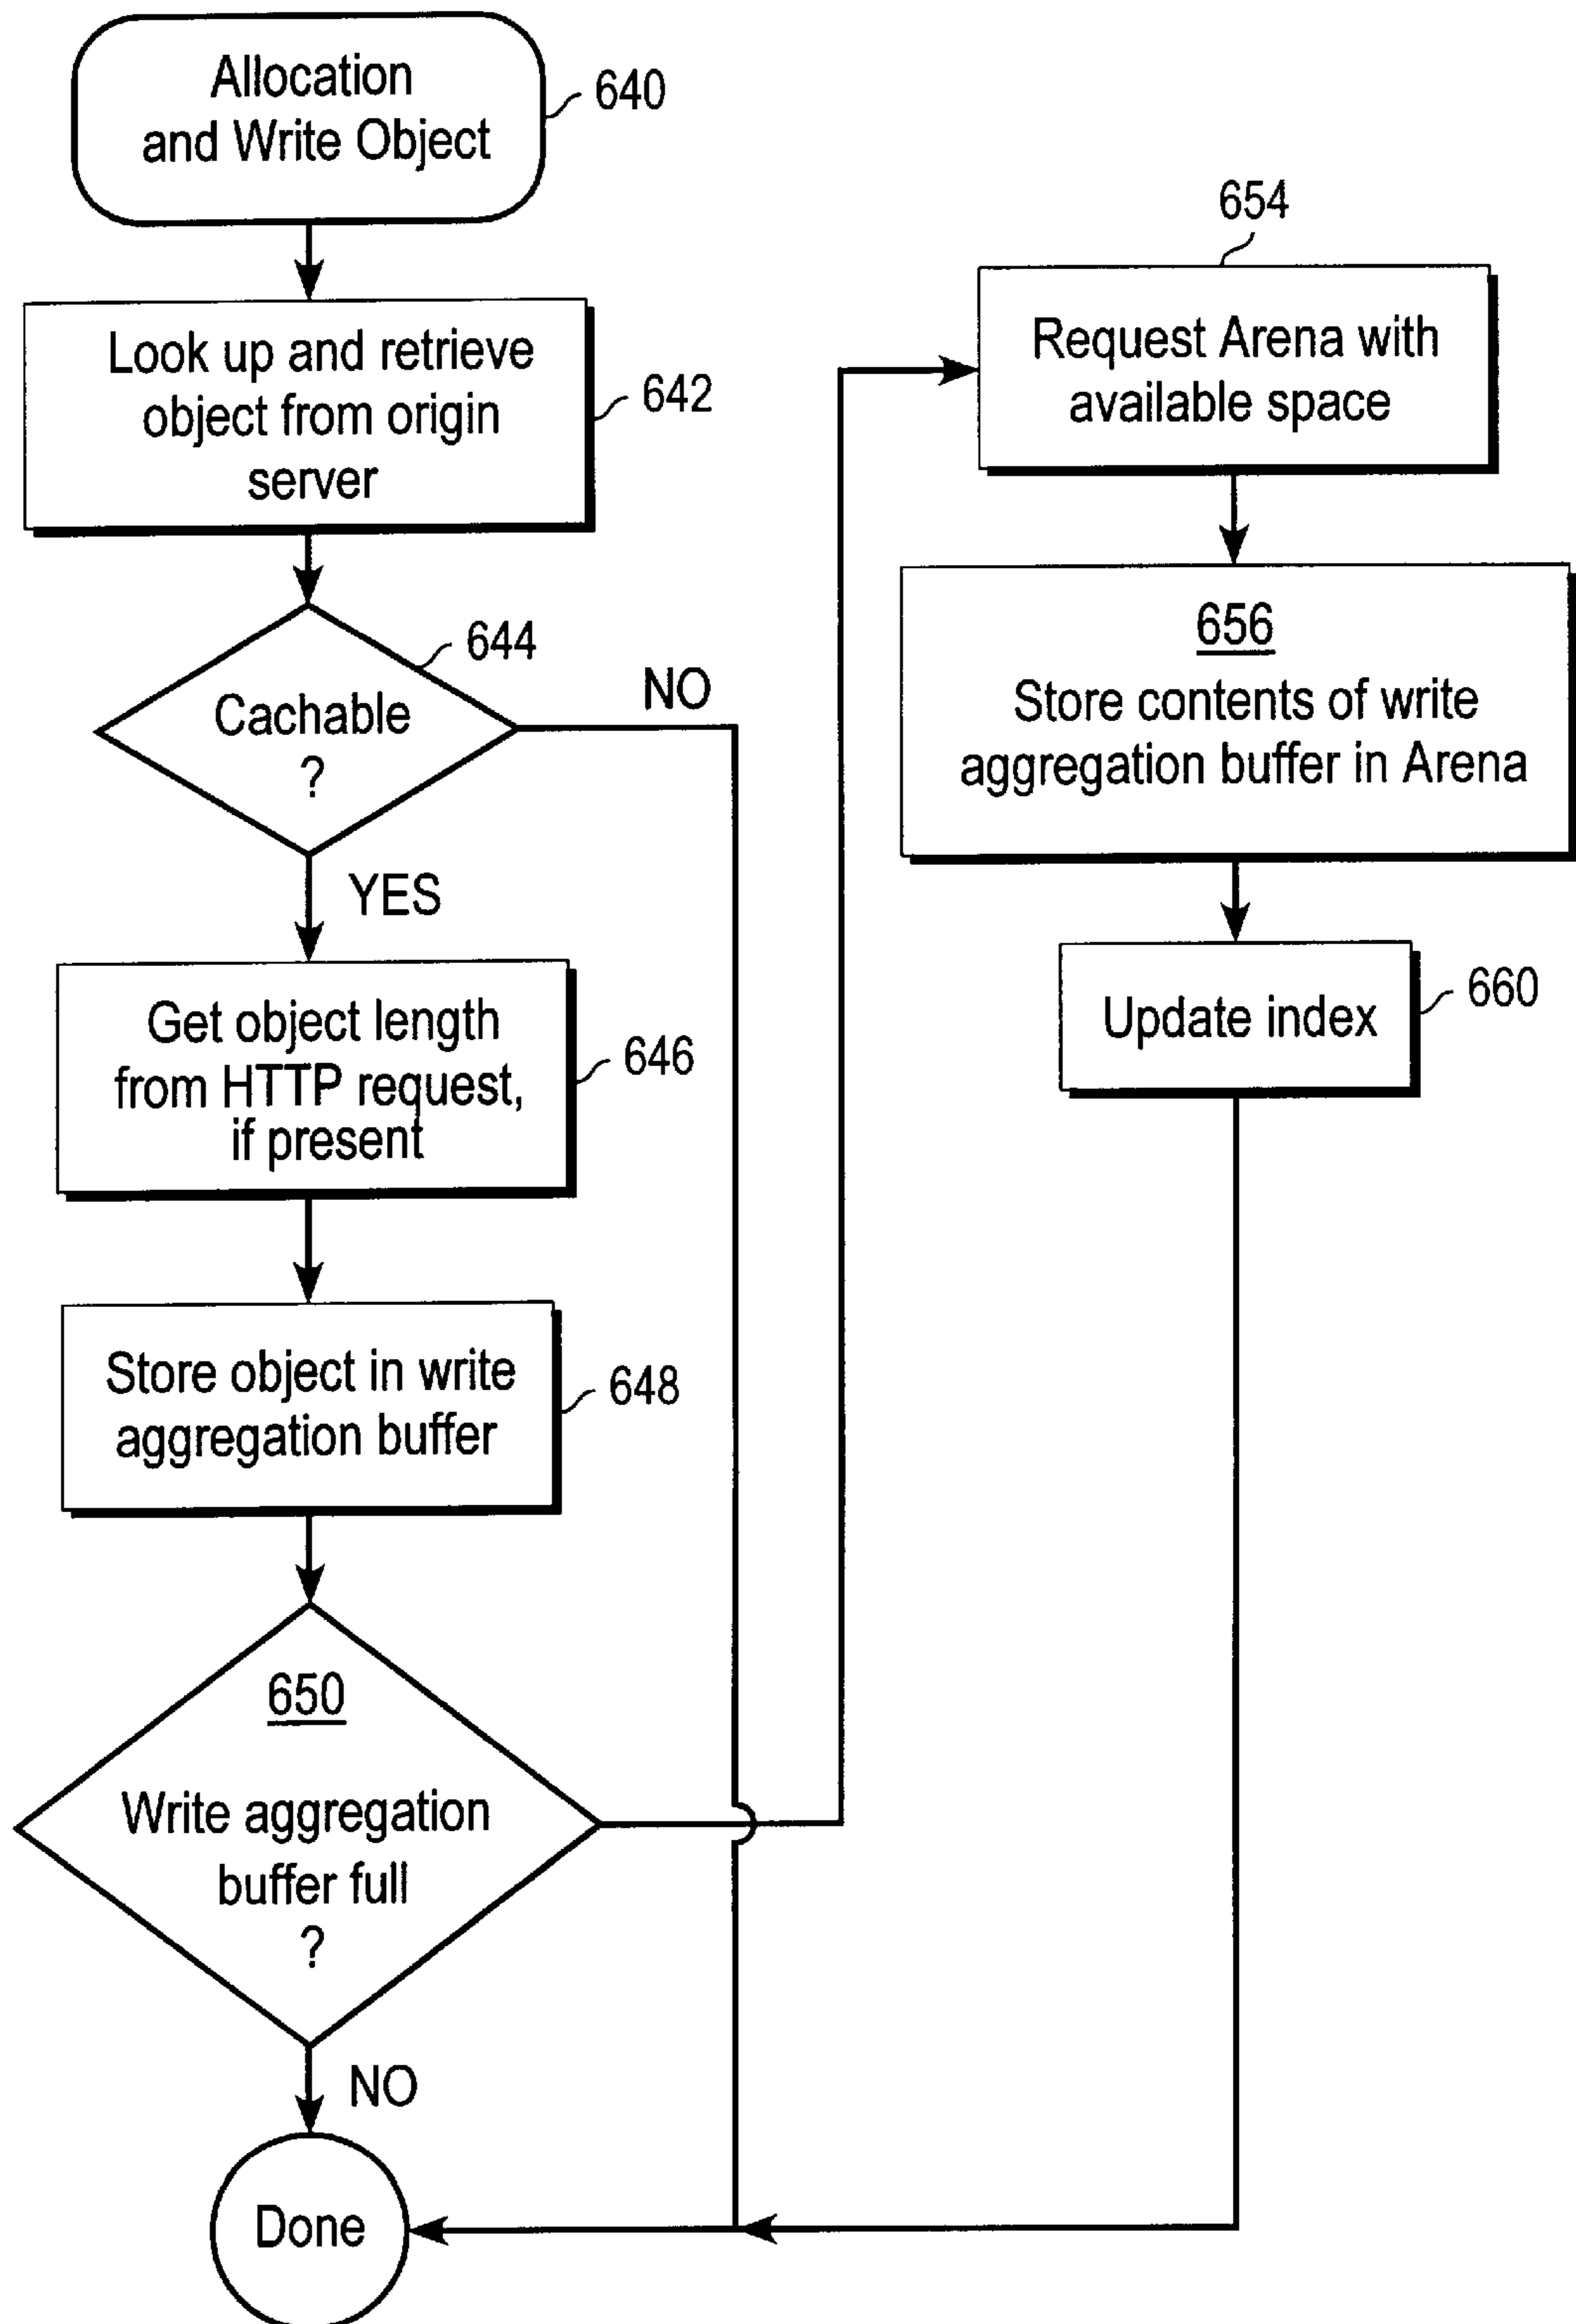 Allocation
and Write Object
640
Look up and retrieve
object from origin
server
642
644
Cachable
?
NO
YES
Get object length
from HTTP request,
if present
646
Store object in write
aggregation buffer
648
650
Write aggregation
buffer full
?
NO
Done
654
Request Arena with
available space
656
Store contents of write
aggregation buffer in Arena
Update index
660